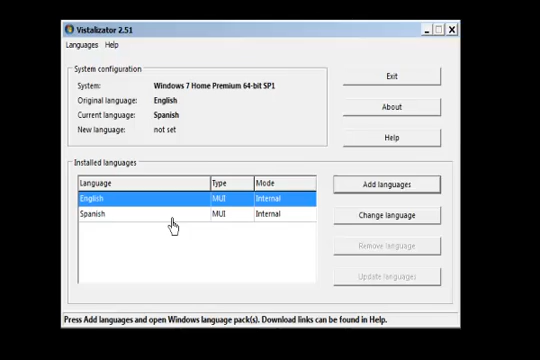 Vistalizator 2.51
Languages Help
System configuration
System: Windows 7 Home Premium 64-bit SP1
Original language: English
Current language: Spanish
New language: not set
Exit
About
Help
Installed languages
Language Type Mode
English MUI Internal
Spanish MUI Internal
Add languages
Change language
Remove language
Update languages
Press Add languages and open Windows language pack(s). Download links can be found in Help.